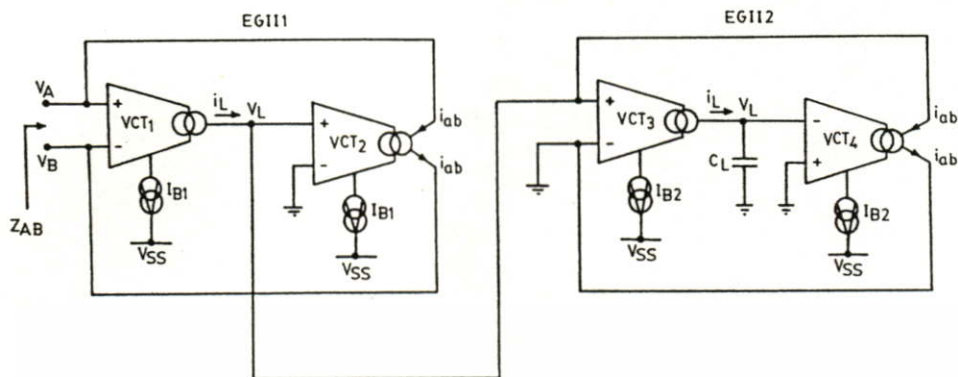 EGII1
EGII2
VA
+
VCT1
iL
VL
+
VCT2
iab
VB
-
-
iab
IB1
IB1
ZAB
VSS
VSS
+
VCT3
iL
VL
-
VCT4
iab
-
CL
+
iab
IB2
IB2
VSS
VSS